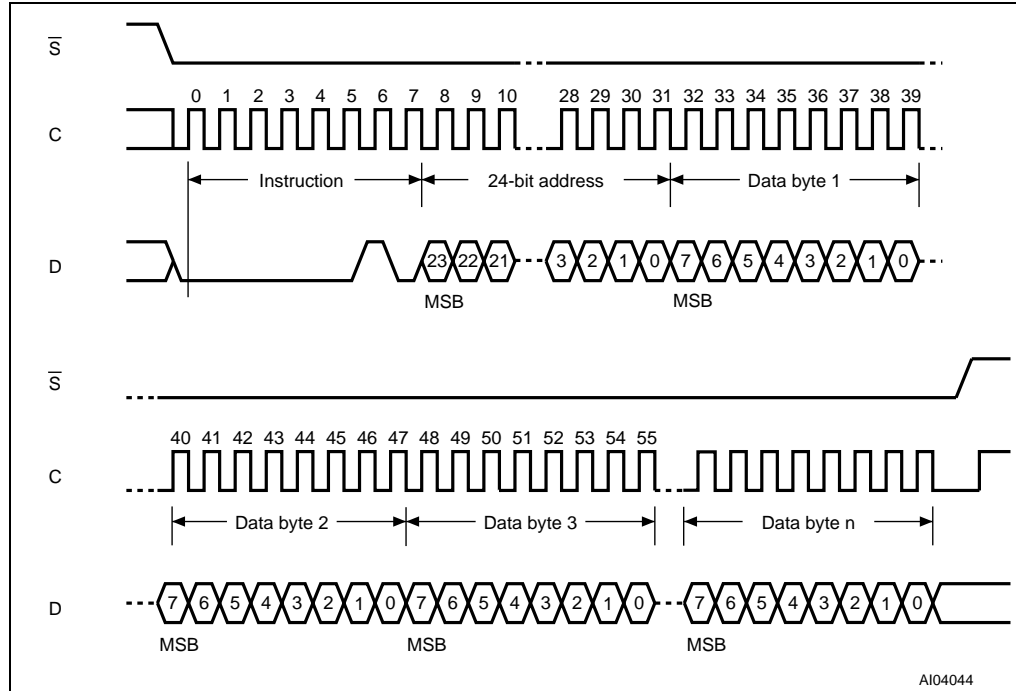 S̅
0 1 2 3 4 5 6 7 8 9 10 28 29 30 31 32 33 34 35 36 37 38 39
C
Instruction 24-bit address Data byte 1
D 23 22 21 3 2 1 0 7 6 5 4 3 2 1 0
MSB MSB
S̅
40 41 42 43 44 45 46 47 48 49 50 51 52 53 54 55
C
Data byte 2 Data byte 3 Data byte n
D 7 6 5 4 3 2 1 0 7 6 5 4 3 2 1 0 7 6 5 4 3 2 1 0
MSB MSB MSB
AI04044